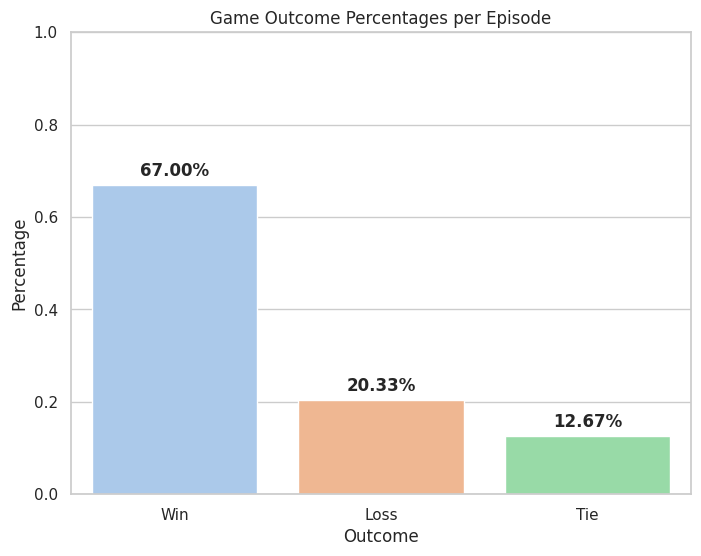 Game Outcome Percentages per Episode
1.0
0.8
0.6
0.4
0.2
0.0
Percentage
67.00%
20.33%
12.67%
Win
Loss
Tie
Outcome